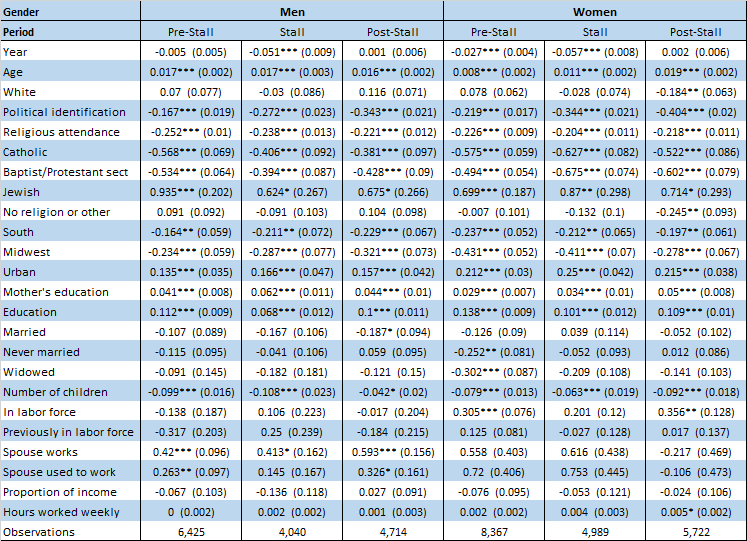 Gender Men Women
Period Pre-Stall Stall Post-Stall Pre-Stall Stall Post-Stall
Year -0.005 (0.005) -0.051*** (0.009) 0.001 (0.006) -0.027*** (0.004) -0.057*** (0.008) 0.002 (0.006)
Age 0.017*** (0.002) 0.017*** (0.003) 0.016*** (0.002) 0.008*** (0.002) 0.011*** (0.002) 0.019*** (0.002)
White 0.07 (0.077) -0.03 (0.086) 0.116 (0.071) 0.078 (0.062) -0.028 (0.074) -0.184** (0.063)
Political identification -0.167*** (0.019) -0.272*** (0.023) -0.343*** (0.021) -0.219*** (0.017) -0.344*** (0.021) -0.404*** (0.02)
Religious attendance -0.252*** (0.01) -0.238*** (0.013) -0.221*** (0.012) -0.226*** (0.009) -0.204*** (0.011) -0.218*** (0.011)
Catholic -0.568*** (0.069) -0.406*** (0.092) -0.381*** (0.097) -0.575*** (0.059) -0.627*** (0.082) -0.522*** (0.086)
Baptist/Protestant sect -0.534*** (0.064) -0.394*** (0.087) -0.428*** (0.09) -0.494*** (0.054) -0.675*** (0.074) -0.602*** (0.079)
Jewish 0.935*** (0.202) 0.624* (0.267) 0.675* (0.266) 0.699*** (0.187) 0.87** (0.298) 0.714* (0.293)
No religion or other 0.091 (0.092) -0.091 (0.103) 0.104 (0.098) -0.007 (0.101) -0.132 (0.1) -0.245** (0.093)
South -0.164** (0.059) -0.211** (0.072) -0.229*** (0.067) -0.237*** (0.052) -0.212** (0.065) -0.197** (0.061)
Midwest -0.234*** (0.059) -0.287*** (0.077) -0.321*** (0.073) -0.431*** (0.052) -0.411*** (0.07) -0.278*** (0.067)
Urban 0.135*** (0.035) 0.166*** (0.047) 0.157*** (0.042) 0.212*** (0.03) 0.25*** (0.042) 0.215*** (0.038)
Mother's education 0.041*** (0.008) 0.062*** (0.011) 0.044*** (0.01) 0.029*** (0.007) 0.034*** (0.01) 0.05*** (0.008)
Education 0.112*** (0.009) 0.068*** (0.012) 0.1*** (0.011) 0.138*** (0.009) 0.101*** (0.012) 0.109*** (0.01)
Married -0.107 (0.089) -0.167 (0.106) -0.187* (0.094) -0.126 (0.09) 0.039 (0.114) -0.052 (0.102)
Never married -0.115 (0.095) -0.041 (0.106) 0.059 (0.095) -0.252** (0.081) -0.052 (0.093) 0.012 (0.086)
Widowed -0.091 (0.145) -0.182 (0.181) -0.121 (0.15) -0.302*** (0.087) -0.209 (0.108) -0.141 (0.103)
Number of children -0.099*** (0.016) -0.108*** (0.023) -0.042* (0.02) -0.079*** (0.013) -0.063*** (0.019) -0.092*** (0.018)
In labor force -0.138 (0.187) 0.106 (0.223) -0.017 (0.204) 0.305*** (0.076) 0.201 (0.12) 0.356** (0.128)
Previously in labor force -0.317 (0.203) 0.25 (0.239) -0.184 (0.215) 0.125 (0.081) -0.027 (0.128) 0.017 (0.137)
Spouse works 0.42*** (0.096) 0.413* (0.162) 0.593*** (0.156) 0.558 (0.403) 0.616 (0.438) -0.217 (0.469)
Spouse used to work 0.263** (0.097) 0.145 (0.167) 0.326* (0.161) 0.72 (0.406) 0.753 (0.445) -0.106 (0.473)
Proportion of income -0.067 (0.103) -0.136 (0.118) 0.027 (0.091) -0.076 (0.095) -0.053 (0.121) -0.024 (0.106)
Hours worked weekly 0 (0.002) 0.002 (0.002) 0.001 (0.003) 0.002 (0.002) 0.004 (0.003) 0.005* (0.002)
Observations 6,425 4,040 4,714 8,367 4,989 5,722